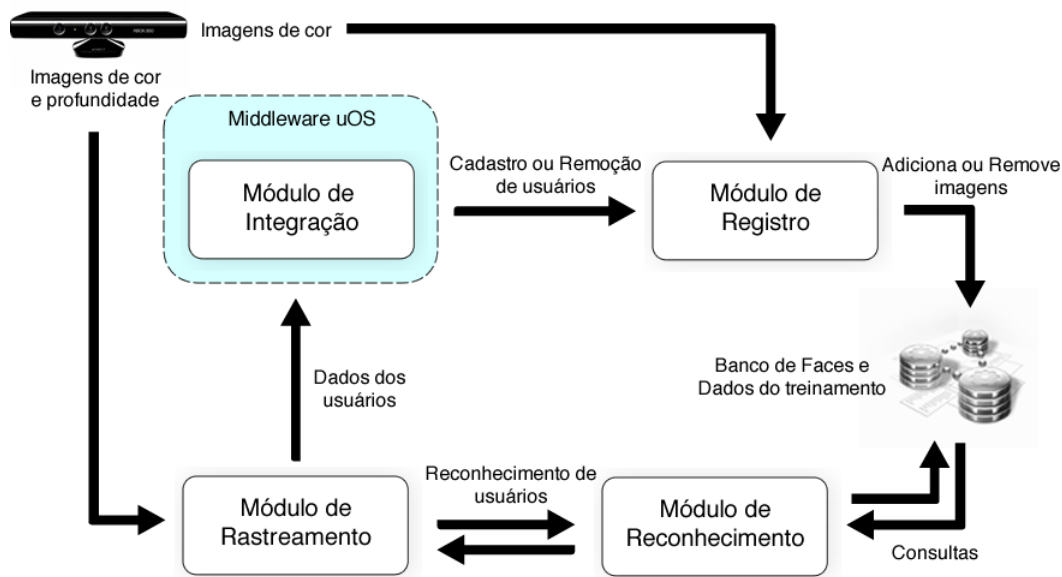 XBOX 360
Imagens de cor
Imagens de cor
e profundidade
Middleware uOS
Módulo de
Integração
Cadastro ou Remoção
de usuários
Módulo de
Registro
Adiciona ou Remove
imagens
Dados dos
usuários
Banco de Faces e
Dados do treinamento
Módulo de
Rastreamento
Reconhecimento de
usuários
Módulo de
Reconhecimento
Consultas